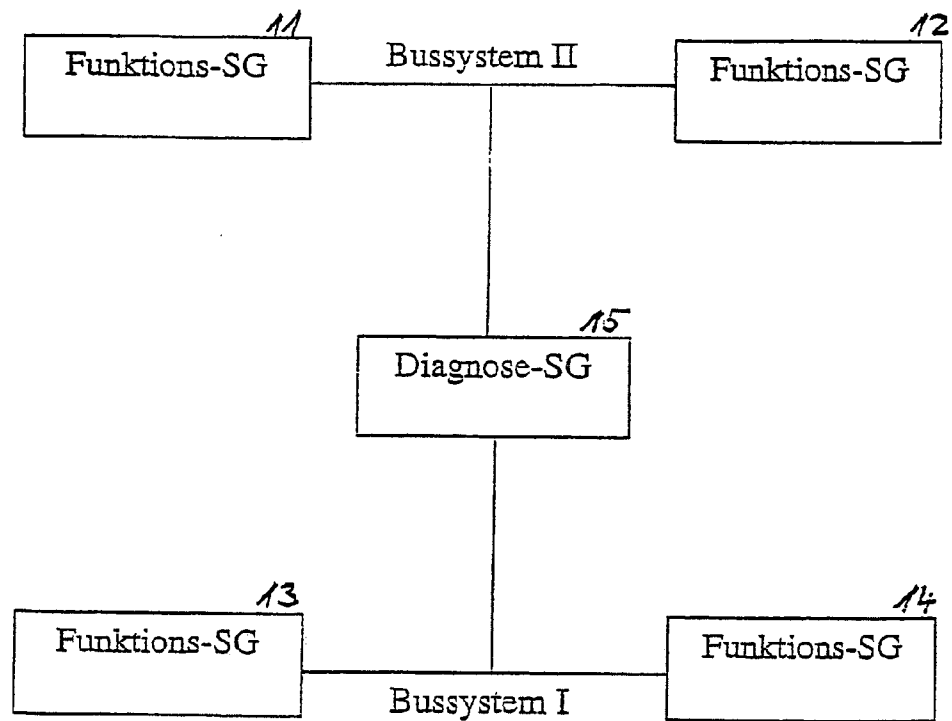 11
Funktions-SG
Bussystem II
12
Funktions-SG
15
Diagnose-SG
13
Funktions-SG
14
Funktions-SG
Bussystem I